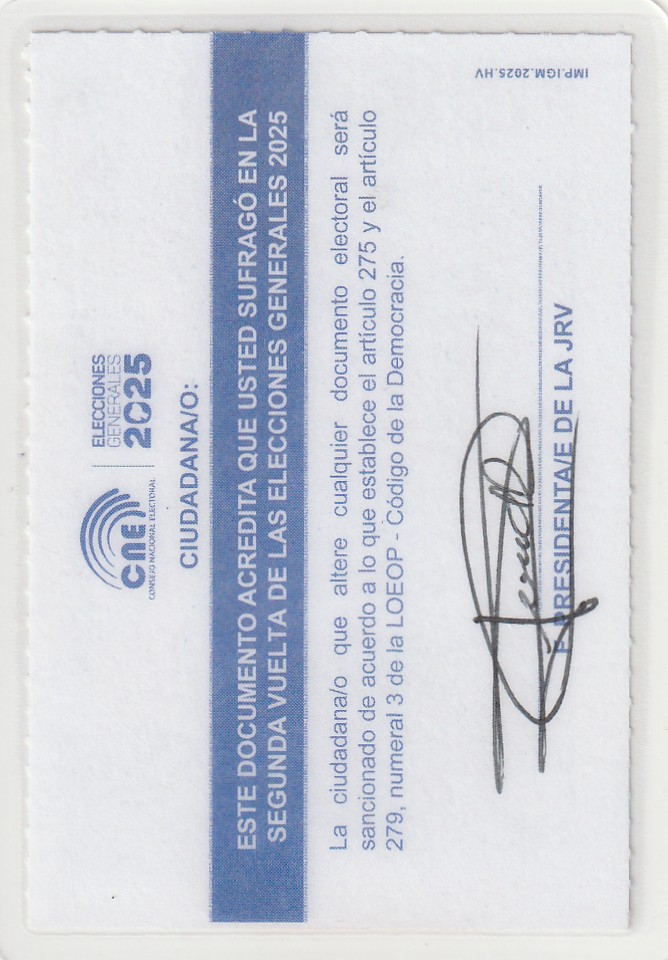 CNE
CONSEJO NACIONAL ELECTORAL
ELECCIONES
GENERALES
2025
CIUDADANA/O:
ESTE DOCUMENTO ACREDITA QUE USTED SUFRAGÓ EN LA
SEGUNDA VUELTA DE LAS ELECCIONES GENERALES 2025
La ciudadana/o que altere cualquier documento electoral será
sancionado de acuerdo a lo que establece el artículo 275 y el artículo
279, numeral 3 de la LOEOP - Código de la Democracia.
F. PRESIDENTA/E DE LA JRV
IMP.IGM.2025.HV